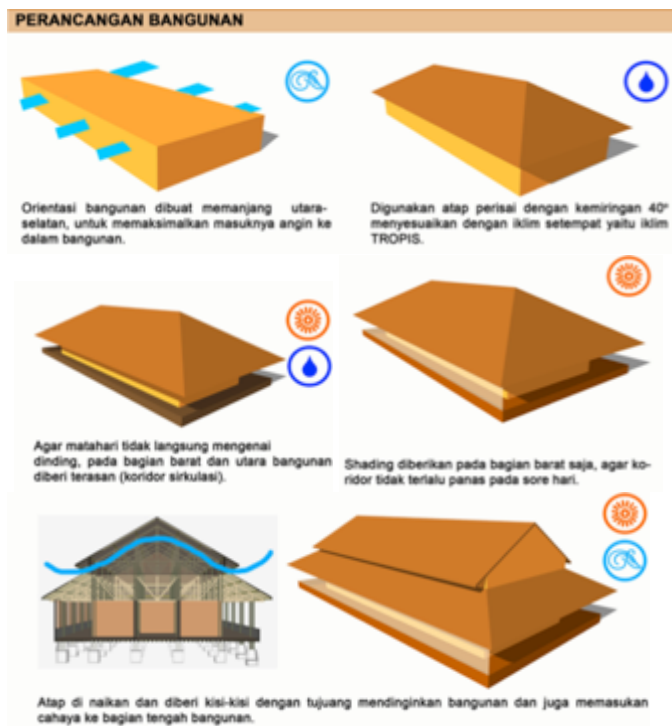 PERANCANGAN BANGUNAN
Orientasi bangunan dibuat memanjang utara-
selatan, untuk memaksimalkan masuknya angin ke
dalam bangunan.
Digunakan atap perisai dengan kemiringan 40°
menyesuaikan dengan iklim setempat yaitu iklim
TROPIS.
Agar matahari tidak langsung mengenai
dinding, pada bagian barat dan utara bangunan
diberi terasan (koridor sirkulasi).
Shading diberikan pada bagian barat saja, agar ko-
ridor tidak terlalu panas pada sore hari.
Atap di naikan dan diberi kisi-kisi dengan tujuang mendinginkan bangunan dan juga memasukan
cahaya ke bagian tengah bangunan.